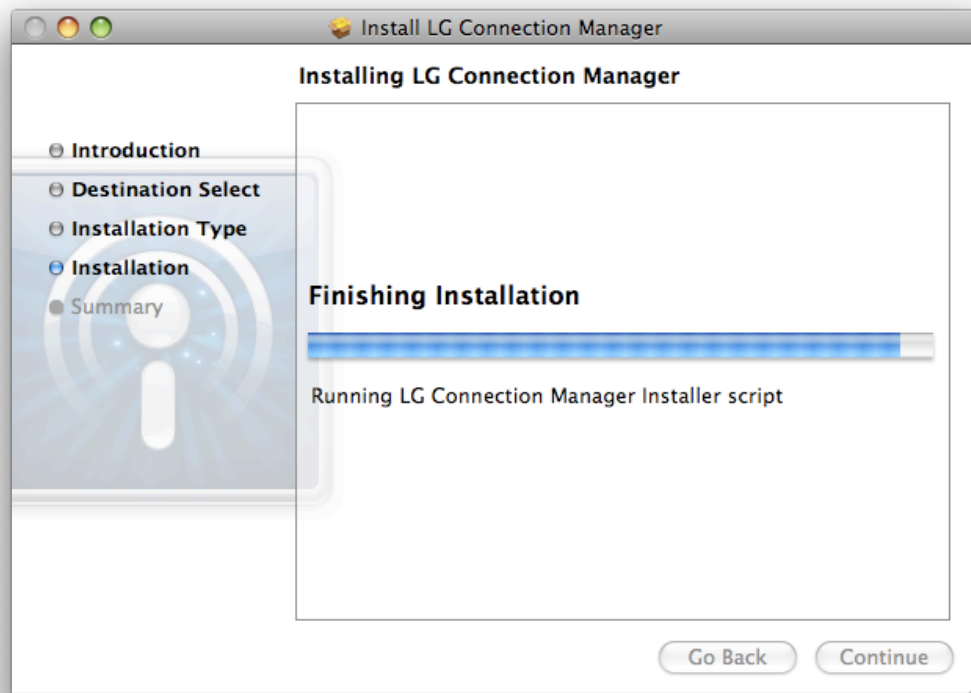 Install LG Connection Manager
Installing LG Connection Manager
Introduction
Destination Select
Installation Type
Installation
Summary
Finishing Installation
Running LG Connection Manager Installer script
Go Back
Continue